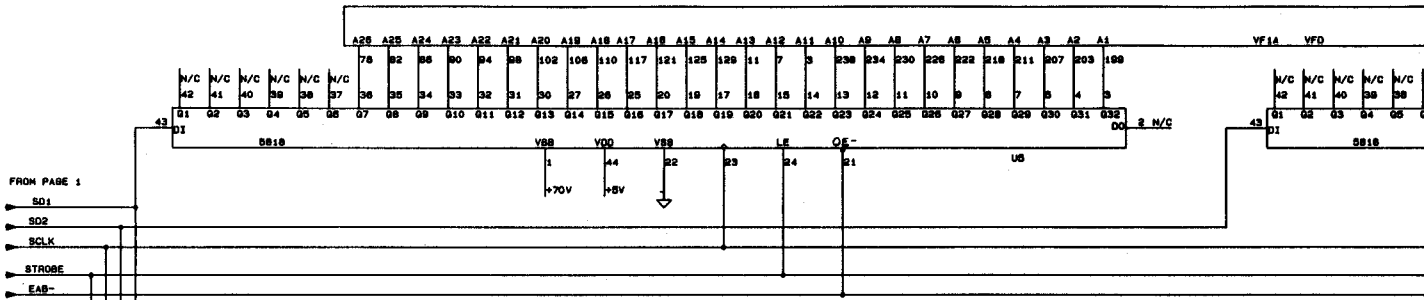 A26 A25 A24 A23 A22 A21 A20 A19 A18 A17 A16 A15 A14 A13 A12 A11 A10 A9 A8 A7 A6 A5 A4 A3 A2 A1 VF1A VFD
78 82 86 90 94 98 102 106 110 117 121 125 129 11 7 3 238 234 230 226 222 218 211 207 203 199
N/C N/C N/C N/C N/C N/C N/C N/C N/C N/C N/C
42 41 40 39 38 37 36 35 34 33 32 31 30 27 26 25 20 19 17 16 15 14 13 12 11 10 9 8 7 6 4 3 42 41 40 39 38
Q1 Q2 Q3 Q4 Q5 Q6 Q7 Q8 Q9 Q10 Q11 Q12 Q13 Q14 Q15 Q16 Q17 Q18 Q19 Q20 Q21 Q22 Q23 Q24 Q25 Q26 Q27 Q28 Q29 Q30 Q31 Q32 Q1 Q2 Q3 Q4 Q5
43 DI DO 2 N/C 43 DI
5818 VBB VDD VSS LE OE- U5 5818
1 44 22 23 24 21
+70V +5V
FROM PAGE 1
SD1
SD2
SCLK
STROBE
EAB-